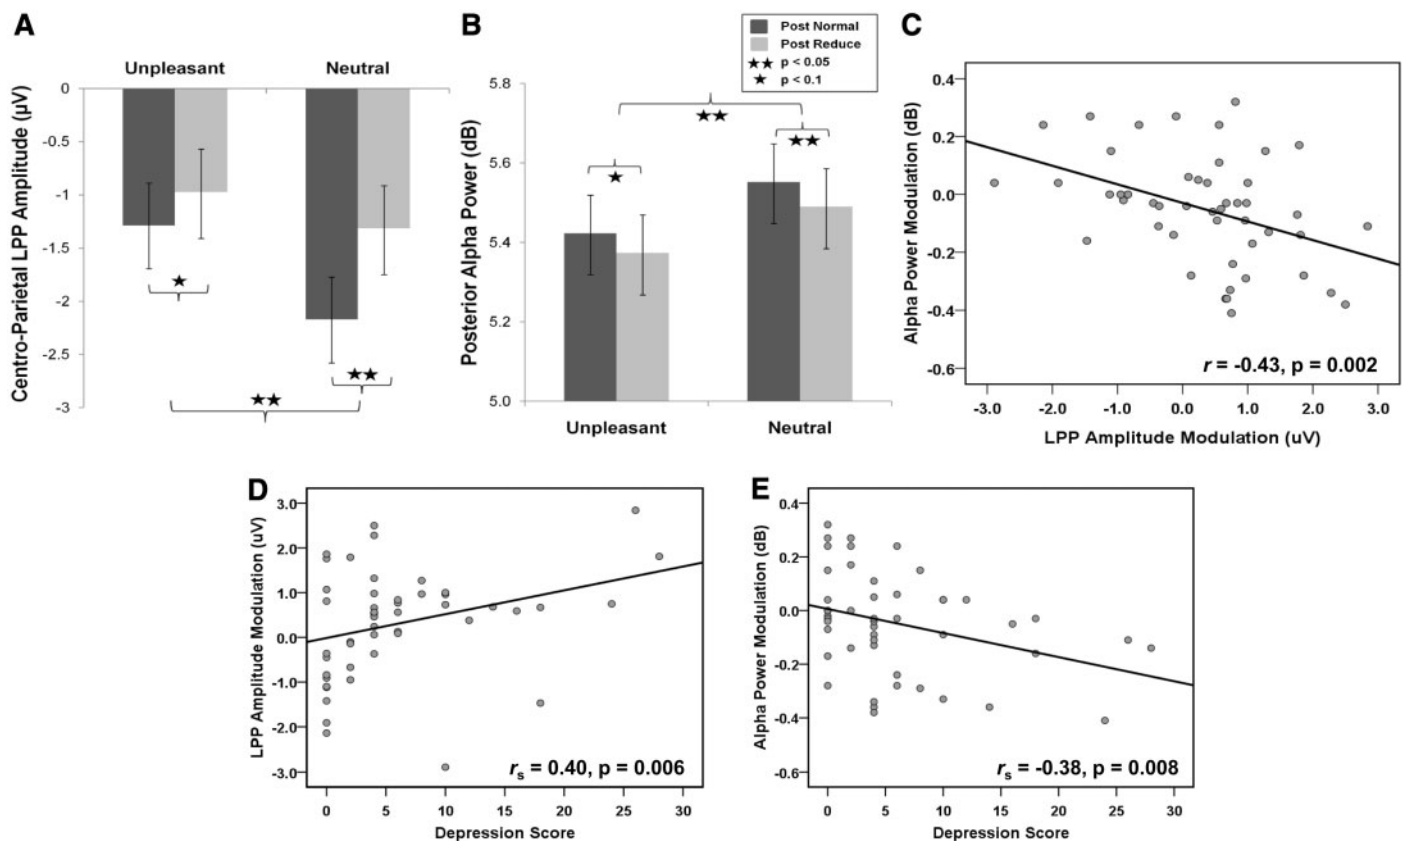 A
Unpleasant Neutral
Centro-Parietal LPP Amplitude (µV)
0
-0.5
-1
-1.5
-2
-2.5
-3
★
★★
★★
B
Post Normal
Post Reduce
★★ p < 0.05
★ p < 0.1
Posterior Alpha Power (dB)
5.8
5.6
5.4
5.2
5.0
★
★★
★★
Unpleasant Neutral
C
Alpha Power Modulation (dB)
0.4
0.2
0.0
-0.2
-0.4
-0.6
r = -0.43, p = 0.002
-3.0 -2.0 -1.0 0.0 1.0 2.0 3.0
LPP Amplitude Modulation (uV)
D
LPP Amplitude Modulation (uV)
3.0
2.0
1.0
0.0
-1.0
-2.0
-3.0
rs = 0.40, p = 0.006
0 5 10 15 20 25 30
Depression Score
E
Alpha Power Modulation (dB)
0.4
0.2
0.0
-0.2
-0.4
-0.6
rs = -0.38, p = 0.008
0 5 10 15 20 25 30
Depression Score